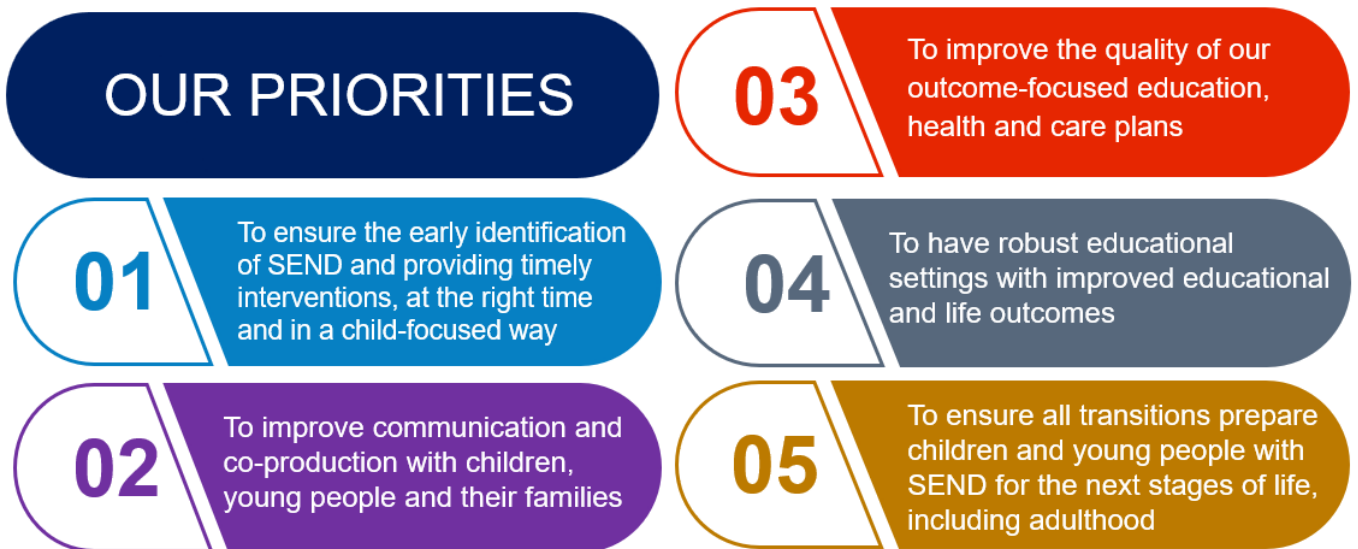 OUR PRIORITIES
01
To ensure the early identification
of SEND and providing timely
interventions, at the right time
and in a child-focused way
02
To improve communication and
co-production with children,
young people and their families
03
To improve the quality of our
outcome-focused education,
health and care plans
04
To have robust educational
settings with improved educational
and life outcomes
05
To ensure all transitions prepare
children and young people with
SEND for the next stages of life,
including adulthood